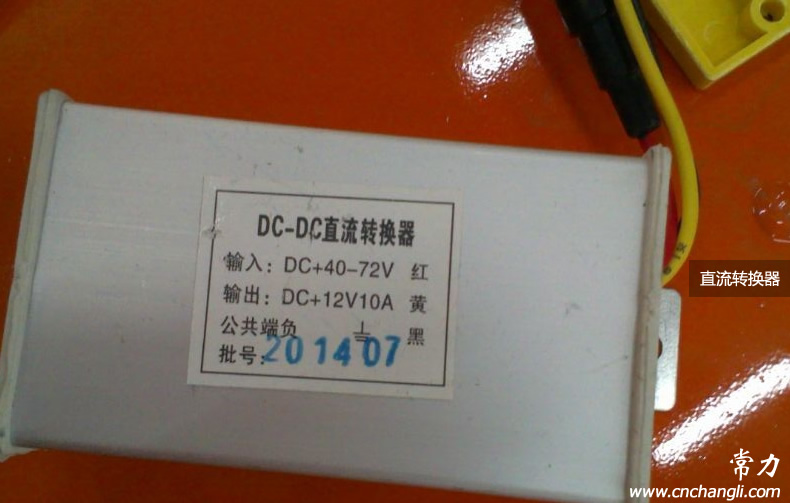 DC-DC直流转换器
输入：DC+40-72V 红
输出：DC+12V10A 黄
公共端负 黑
批号：201407
直流转换器
常力
www.cnchangli.com